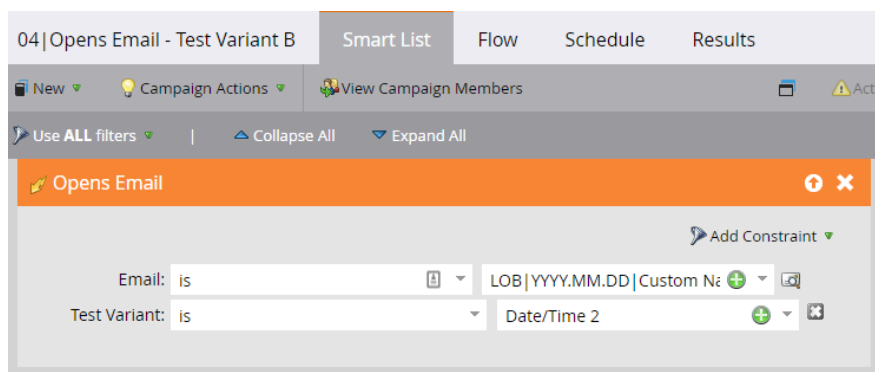 04|Opens Email - Test Variant B Smart List Flow Schedule Results
New Campaign Actions View Campaign Members
Use ALL filters | Collapse All Expand All
Opens Email
Add Constraint
Email: is LOB|YYYY.MM.DD|Custom
Test Variant: is Date/Time 2